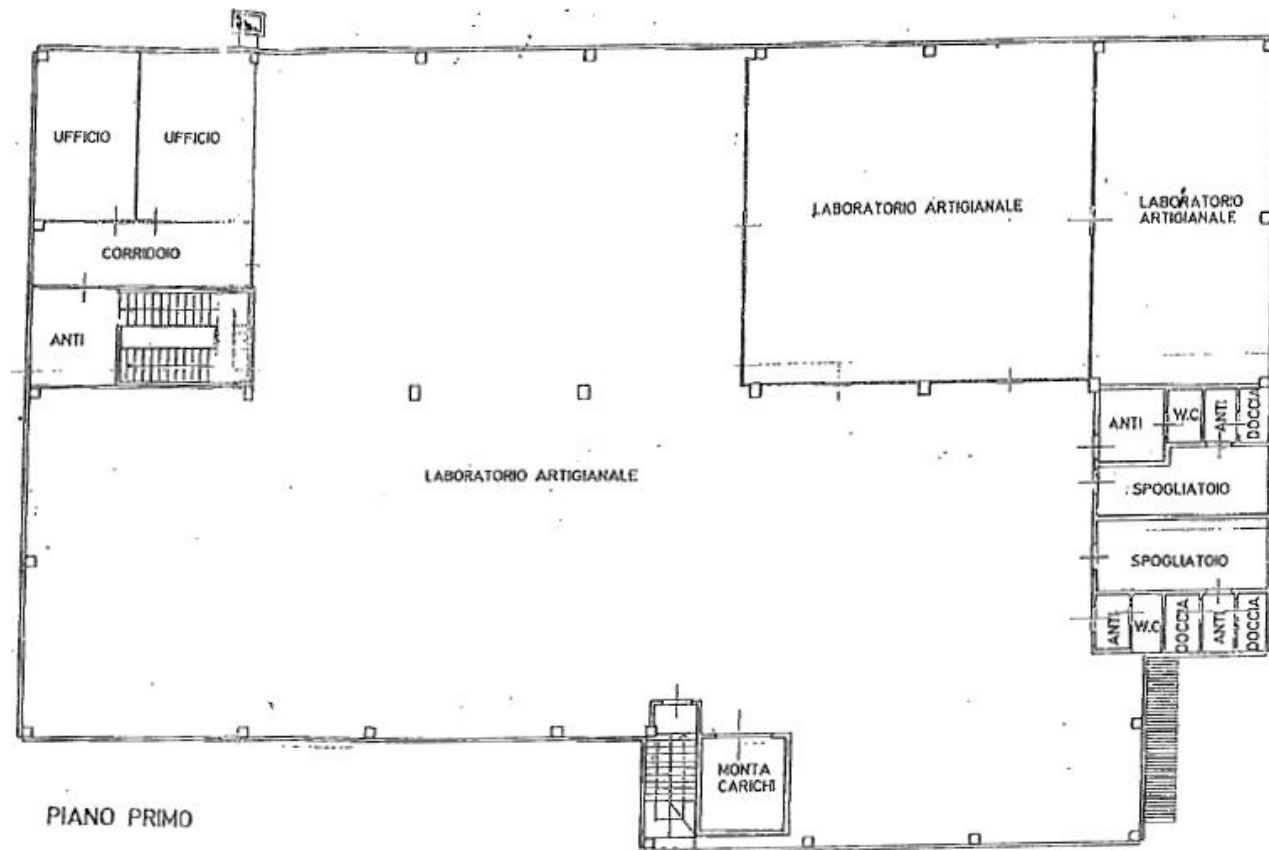 UFFICIO
UFFICIO
LABORATORIO ARTIGIANALE
LABORATORIO
ARTIGIANALE
CORRIDOIO
ANTI
ANTI
W.C
ANTI
DOCCIA
LABORATORIO ARTIGIANALE
SPOGLIATOIO
SPOGLIATOIO
ANTI
W.C
DOCCIA
ANTI
DOCCIA
MONTA
CARICHI
PIANO PRIMO